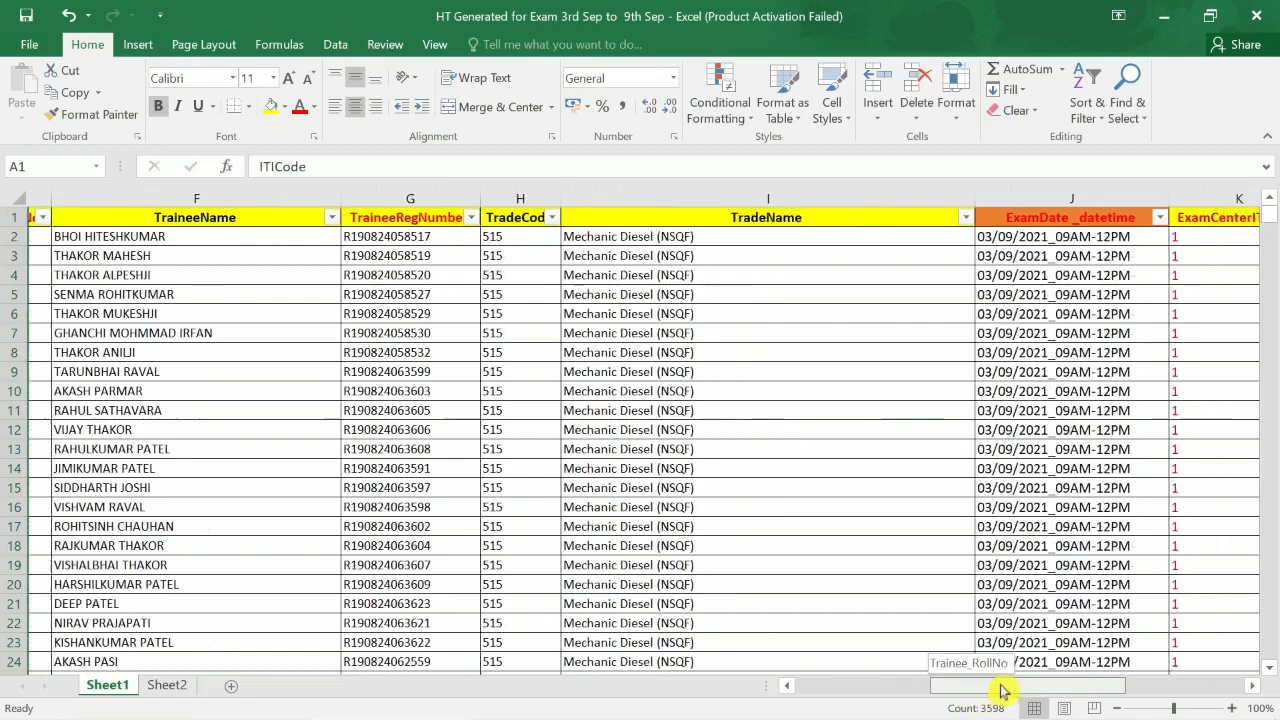 HT Generated for Exam 3rd Sep to 9th Sep - Excel (Product Activation Failed)
File Home Insert Page Layout Formulas Data Review View Tell me what you want to do... Share
Paste Cut Copy Format Painter Clipboard
Calibri 11 B I U A Font
Wrap Text Merge & Center Alignment
General % , Number
Conditional Formatting Format as Table Cell Styles Styles
Insert Delete Format Cells
AutoSum Fill Clear Sort & Filter Find & Select Editing
A1 fx ITICode
F G H I J K
1 TraineeName TraineeRegNumbe TradeCod TradeName ExamDate _datetime ExamCenterIT
2 BHOI HITESHKUMAR R190824058517 515 Mechanic Diesel (NSQF) 03/09/2021_09AM-12PM 1
3 THAKOR MAHESH R190824058519 515 Mechanic Diesel (NSQF) 03/09/2021_09AM-12PM 1
4 THAKOR ALPESHJI R190824058520 515 Mechanic Diesel (NSQF) 03/09/2021_09AM-12PM 1
5 SENMA ROHITKUMAR R190824058527 515 Mechanic Diesel (NSQF) 03/09/2021_09AM-12PM 1
6 THAKOR MUKESHJI R190824058529 515 Mechanic Diesel (NSQF) 03/09/2021_09AM-12PM 1
7 GHANCHI MOHMMAD IRFAN R190824058530 515 Mechanic Diesel (NSQF) 03/09/2021_09AM-12PM 1
8 THAKOR ANILJI R190824058532 515 Mechanic Diesel (NSQF) 03/09/2021_09AM-12PM 1
9 TARUNBHAI RAVAL R190824063599 515 Mechanic Diesel (NSQF) 03/09/2021_09AM-12PM 1
10 AKASH PARMAR R190824063603 515 Mechanic Diesel (NSQF) 03/09/2021_09AM-12PM 1
11 RAHUL SATHAVARA R190824063605 515 Mechanic Diesel (NSQF) 03/09/2021_09AM-12PM 1
12 VIJAY THAKOR R190824063606 515 Mechanic Diesel (NSQF) 03/09/2021_09AM-12PM 1
13 RAHULKUMAR PATEL R190824063608 515 Mechanic Diesel (NSQF) 03/09/2021_09AM-12PM 1
14 JIMIKUMAR PATEL R190824063591 515 Mechanic Diesel (NSQF) 03/09/2021_09AM-12PM 1
15 SIDDHARTH JOSHI R190824063597 515 Mechanic Diesel (NSQF) 03/09/2021_09AM-12PM 1
16 VISHVAM RAVAL R190824063598 515 Mechanic Diesel (NSQF) 03/09/2021_09AM-12PM 1
17 ROHITSINH CHAUHAN R190824063602 515 Mechanic Diesel (NSQF) 03/09/2021_09AM-12PM 1
18 RAJKUMAR THAKOR R190824063604 515 Mechanic Diesel (NSQF) 03/09/2021_09AM-12PM 1
19 VISHALBHAI THAKOR R190824063607 515 Mechanic Diesel (NSQF) 03/09/2021_09AM-12PM 1
20 HARSHILKUMAR PATEL R190824063609 515 Mechanic Diesel (NSQF) 03/09/2021_09AM-12PM 1
21 DEEP PATEL R190824063623 515 Mechanic Diesel (NSQF) 03/09/2021_09AM-12PM 1
22 NIRAV PRAJAPATI R190824063621 515 Mechanic Diesel (NSQF) 03/09/2021_09AM-12PM 1
23 KISHANKUMAR PATEL R190824063622 515 Mechanic Diesel (NSQF) 03/09/2021_09AM-12PM 1
24 AKASH PASI R190824062559 515 Mechanic Diesel (NSQF) /09/2021_09AM-12PM 1
Trainee_RollNo
Sheet1 Sheet2
Ready Count: 3598 100%